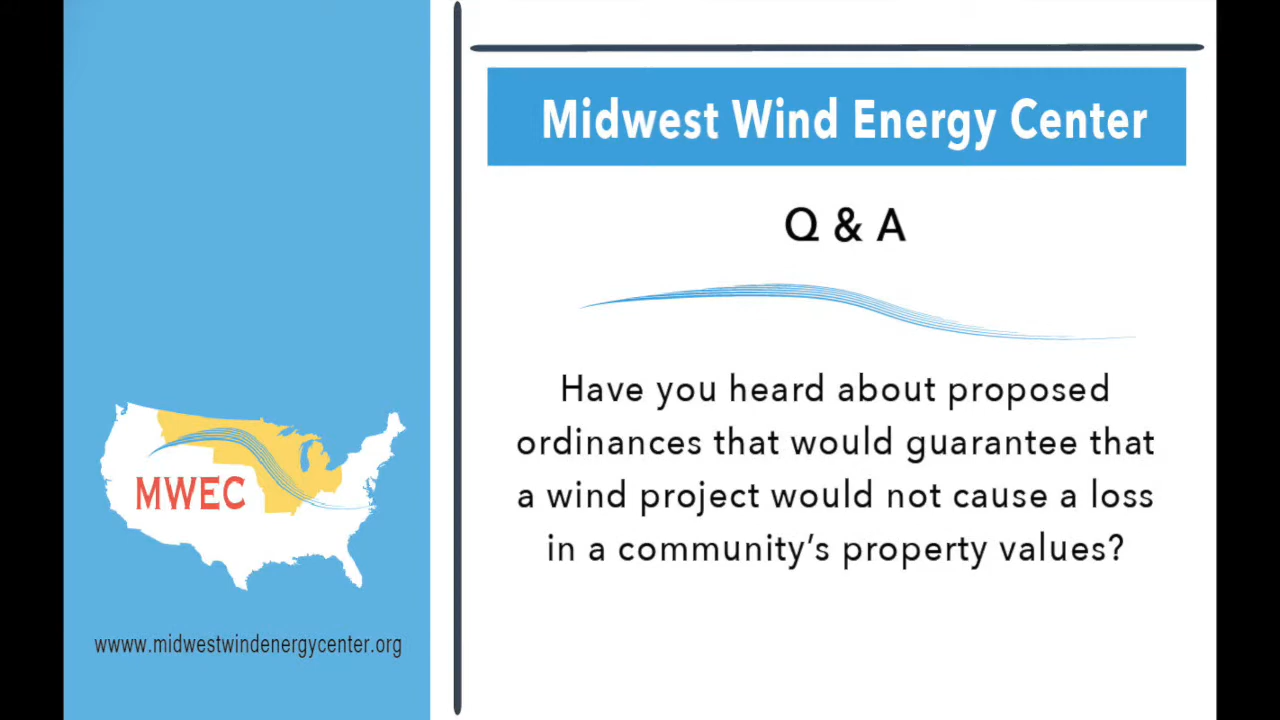 Midwest Wind Energy Center
Q & A
Have you heard about proposed
ordinances that would guarantee that
a wind project would not cause a loss
in a community's property values?
MWEC
wwww.midwestwindenergycenter.org